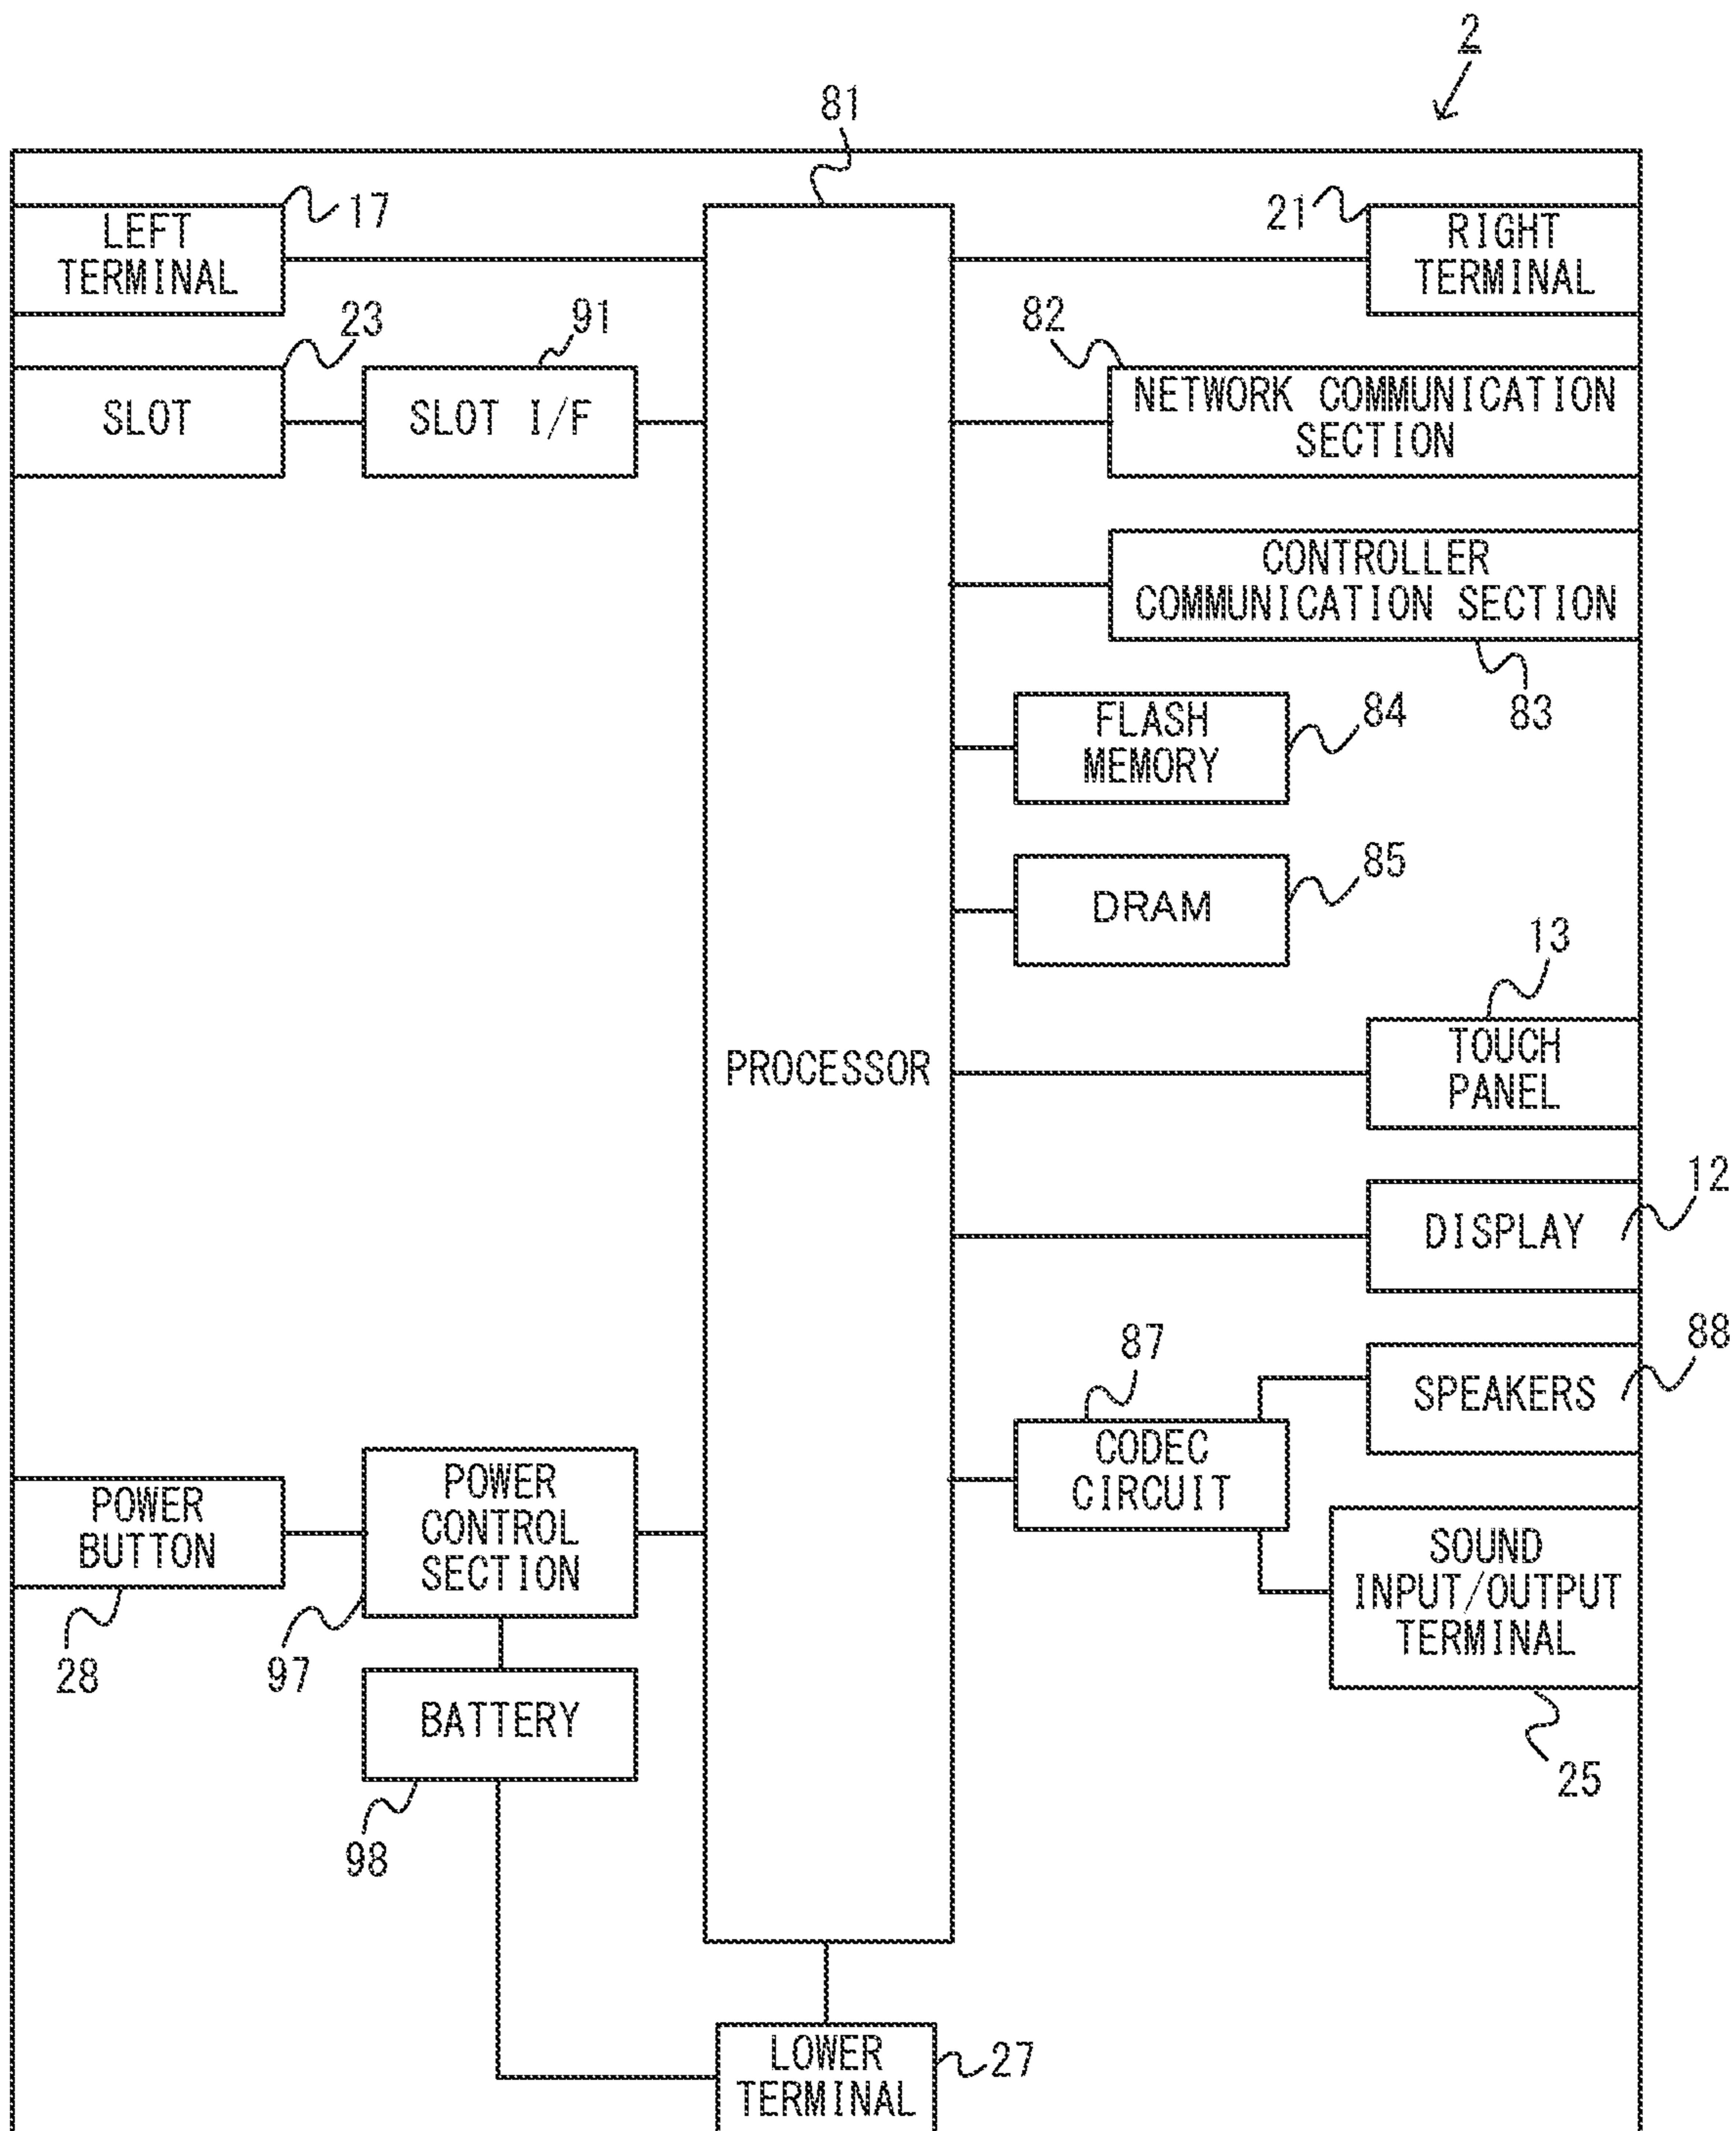 2
81
17
LEFT
TERMINAL
21
RIGHT
TERMINAL
23
SLOT
91
SLOT I/F
82
NETWORK COMMUNICATION
SECTION
CONTROLLER
COMMUNICATION SECTION
83
FLASH
MEMORY
84
DRAM
85
PROCESSOR
13
TOUCH
PANEL
12
DISPLAY
88
SPEAKERS
87
CODEC
CIRCUIT
POWER
BUTTON
28
POWER
CONTROL
SECTION
97
SOUND
INPUT/OUTPUT
TERMINAL
25
BATTERY
98
LOWER
TERMINAL
27